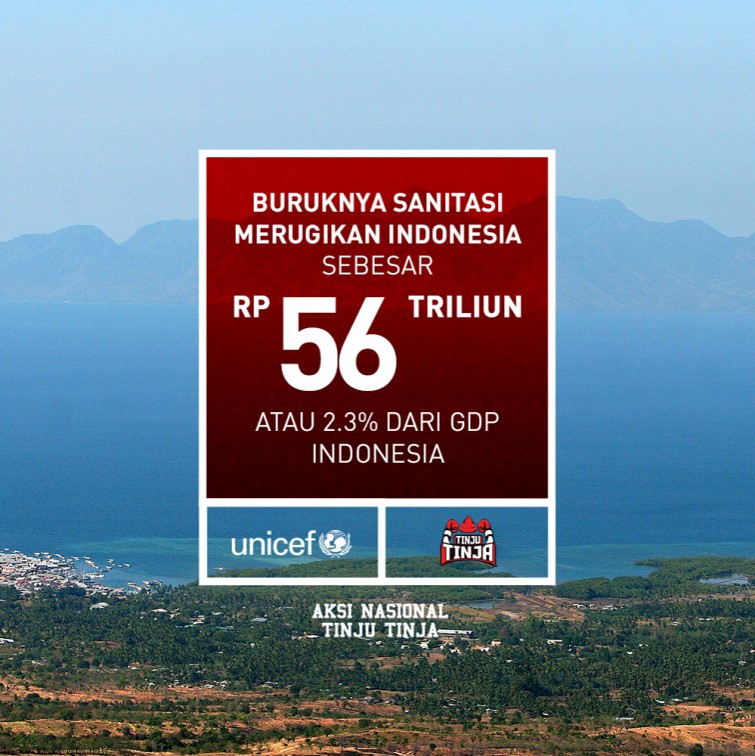 BURUKNYA SANITASI
MERUGIKAN INDONESIA
SEBESAR
RP 56 TRILIUN
ATAU 2.3% DARI GDP
INDONESIA
unicef
TINJU
TINJA
AKSI NASIONAL
TINJU TINJA